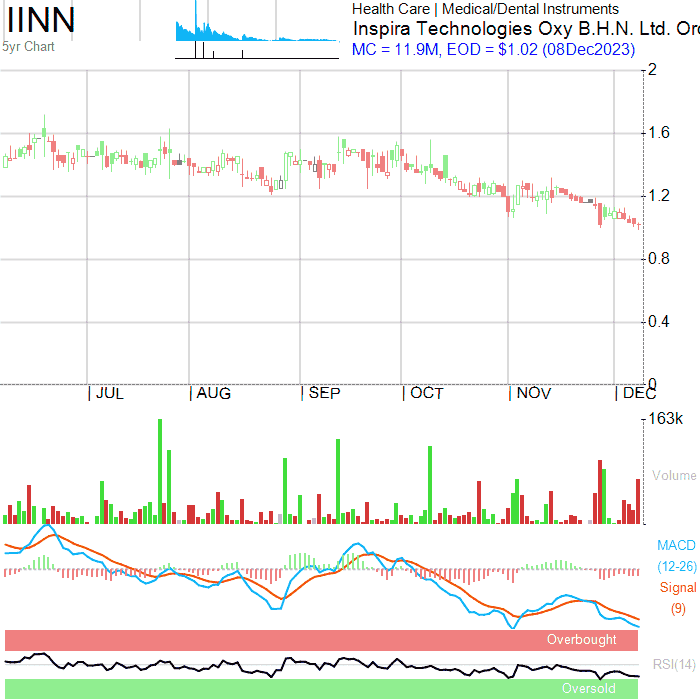 IINN
5yr Chart
Health Care | Medical/Dental Instruments
Inspira Technologies Oxy B.H.N. Ltd. Ord
MC = 11.9M, EOD = $1.02 (08Dec2023)
2
1.6
1.2
0.8
0.4
0
JUL AUG SEP OCT NOV DEC
163k
Volume
MACD
(12-26)
Signal
(9)
Overbought
RSI(14)
Oversold